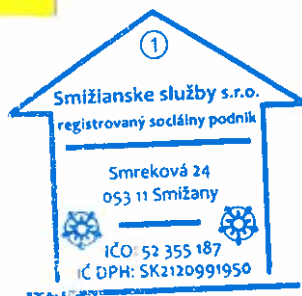 1
Smižianske služby s.r.o.
registrovaný sociálny podnik
Smreková 24
053 11 Smižany
IČO: 52 355 187
IČ DPH: SK2120991950